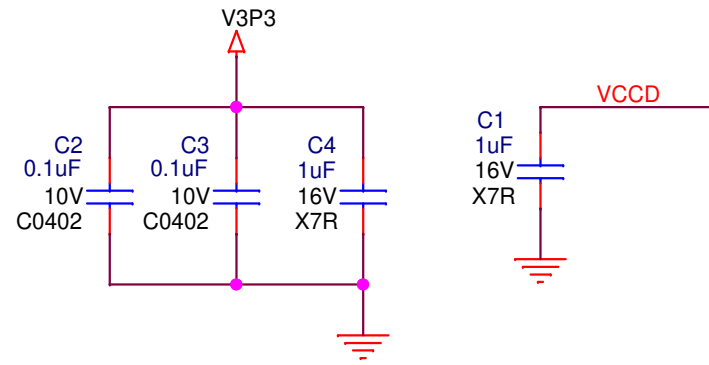 V3P3
C2
0.1uF
10V
C0402
C3
0.1uF
10V
C0402
C4
1uF
16V
X7R
C1
1uF
16V
X7R
VCCD